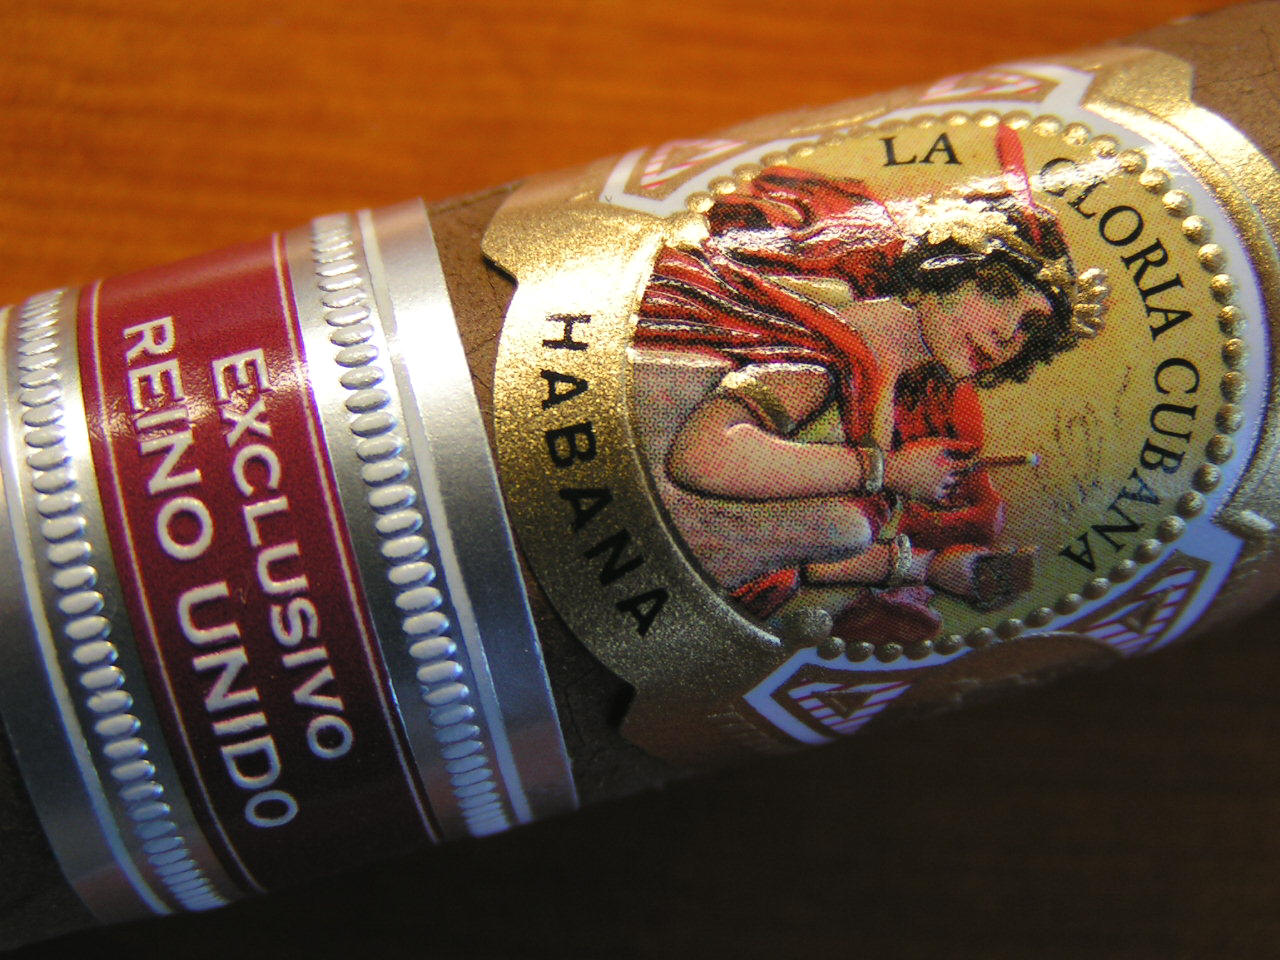 EXCLUSIVO
REINO UNIDO
HABANA
LA GLORIA CUBANA